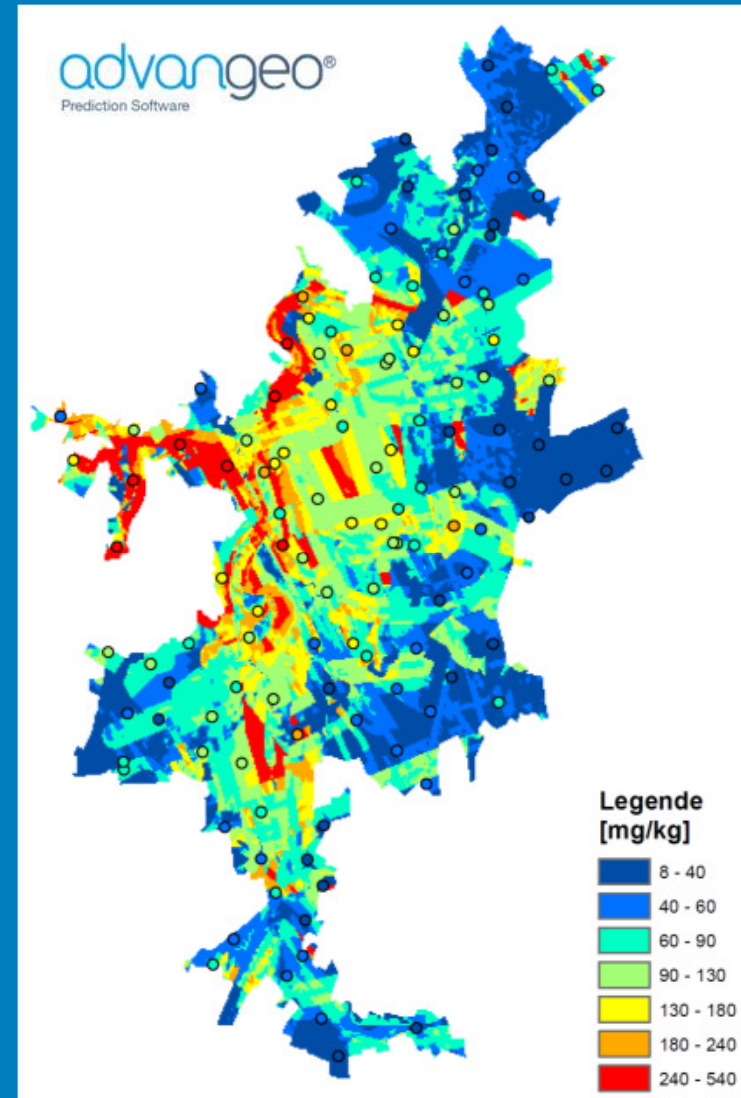 advangeo®
Prediction Software
Legende
[mg/kg]
8 - 40
40 - 60
60 - 90
90 - 130
130 - 180
180 - 240
240 - 540